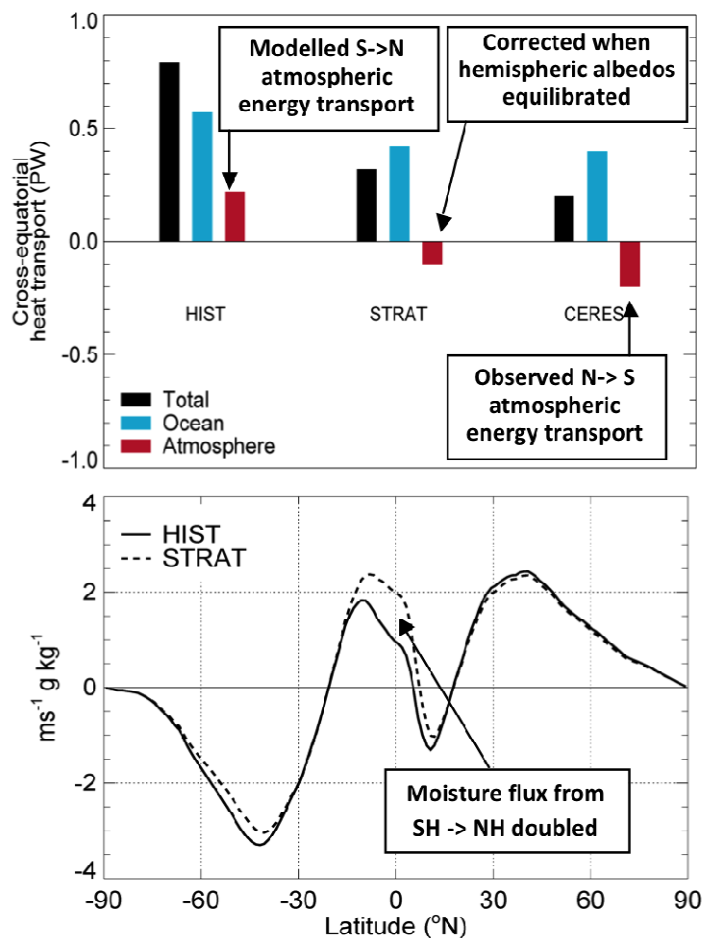 1.0
0.5
0.0
-0.5
-1.0
Cross-equatorial
heat transport (PW)
Modelled S->N
atmospheric
energy transport
Corrected when
hemispheric albedos
equilibrated
HIST
STRAT
CERES
Observed N-> S
atmospheric
energy transport
Total
Ocean
Atmosphere
4
2
0
-2
-4
ms⁻¹ g kg⁻¹
HIST
STRAT
Moisture flux from
SH -> NH doubled
-90
-60
-30
0
30
60
90
Latitude (°N)